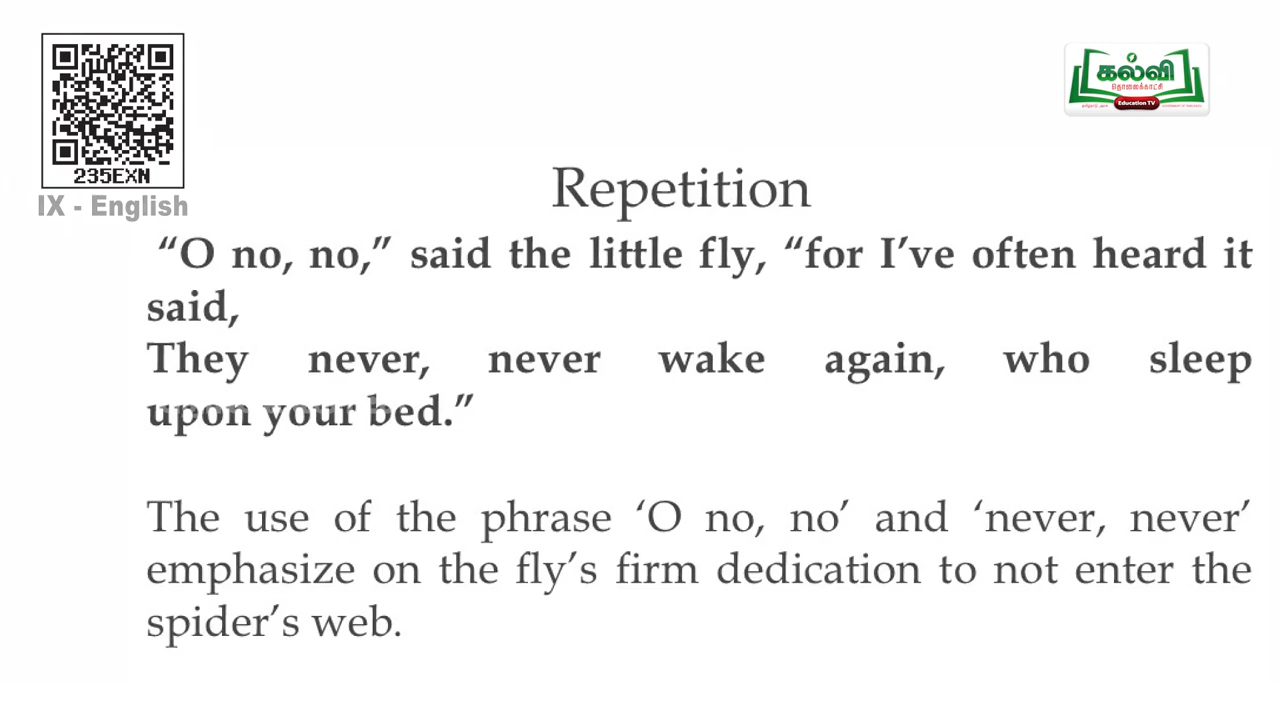 235EXN
IX - English
கல்வி
தொலைக்காட்சி
Education TV
Repetition
“O no, no,” said the little fly, “for I’ve often heard it
said,
They never, never wake again, who sleep
upon your bed.”
The use of the phrase ‘O no, no’ and ‘never, never’
emphasize on the fly’s firm dedication to not enter the
spider’s web.